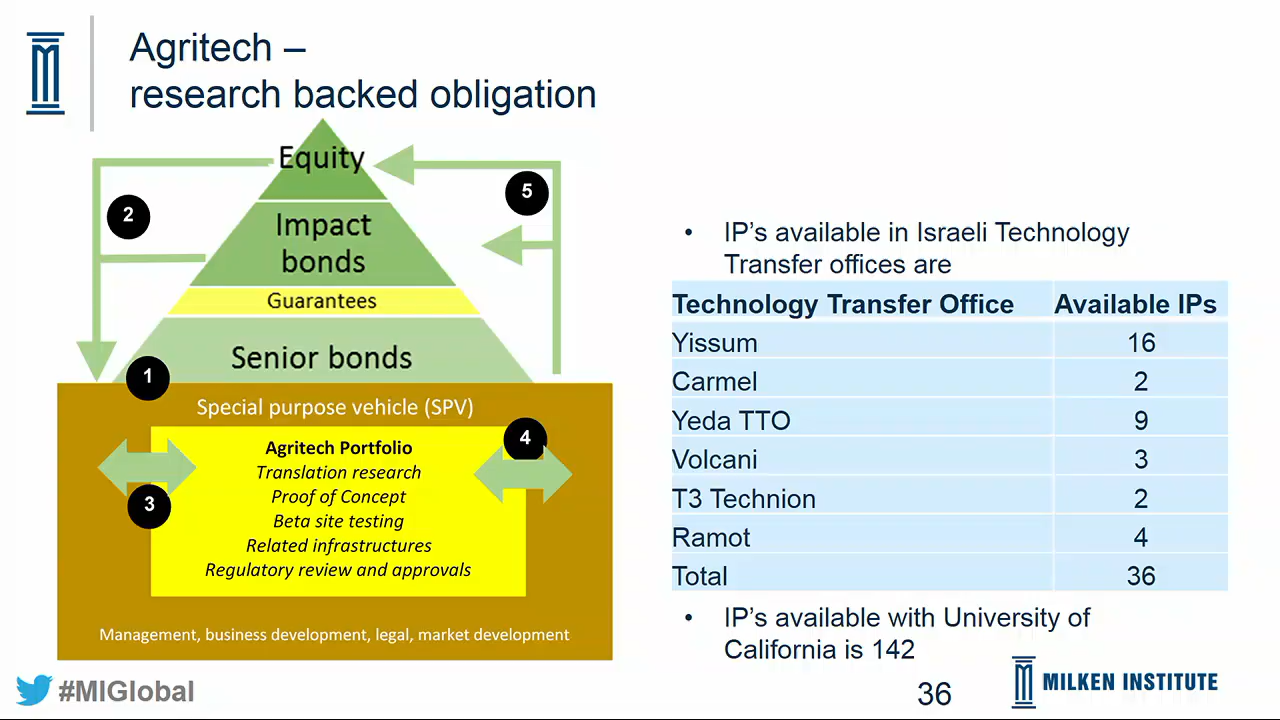 Agritech –
research backed obligation
Equity
2
5
Impact
bonds
Guarantees
Senior bonds
1
Special purpose vehicle (SPV)
4
Agritech Portfolio
Translation research
Proof of Concept
3
Beta site testing
Related infrastructures
Regulatory review and approvals
Management, business development, legal, market development
• IP's available in Israeli Technology
Transfer offices are
Technology Transfer Office Available IPs
Yissum 16
Carmel 2
Yeda TTO 9
Volcani 3
T3 Technion 2
Ramot 4
Total 36
• IP's available with University of
California is 142
#MIGlobal
36
MILKEN INSTITUTE